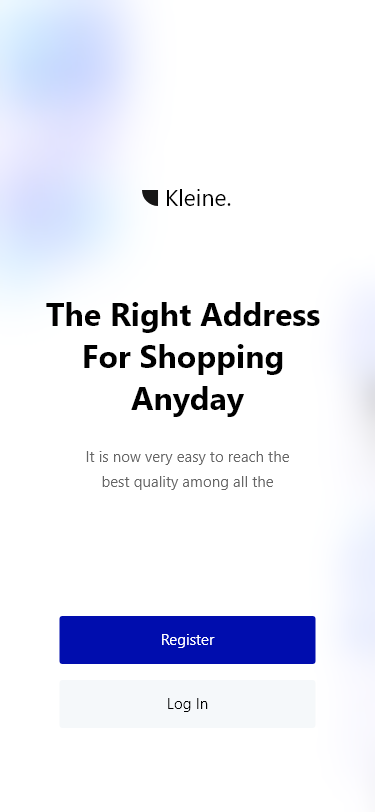 Kleine.
The Right Address
For Shopping
Anyday
It is now very easy to reach the
best quality among all the
Register
Log In